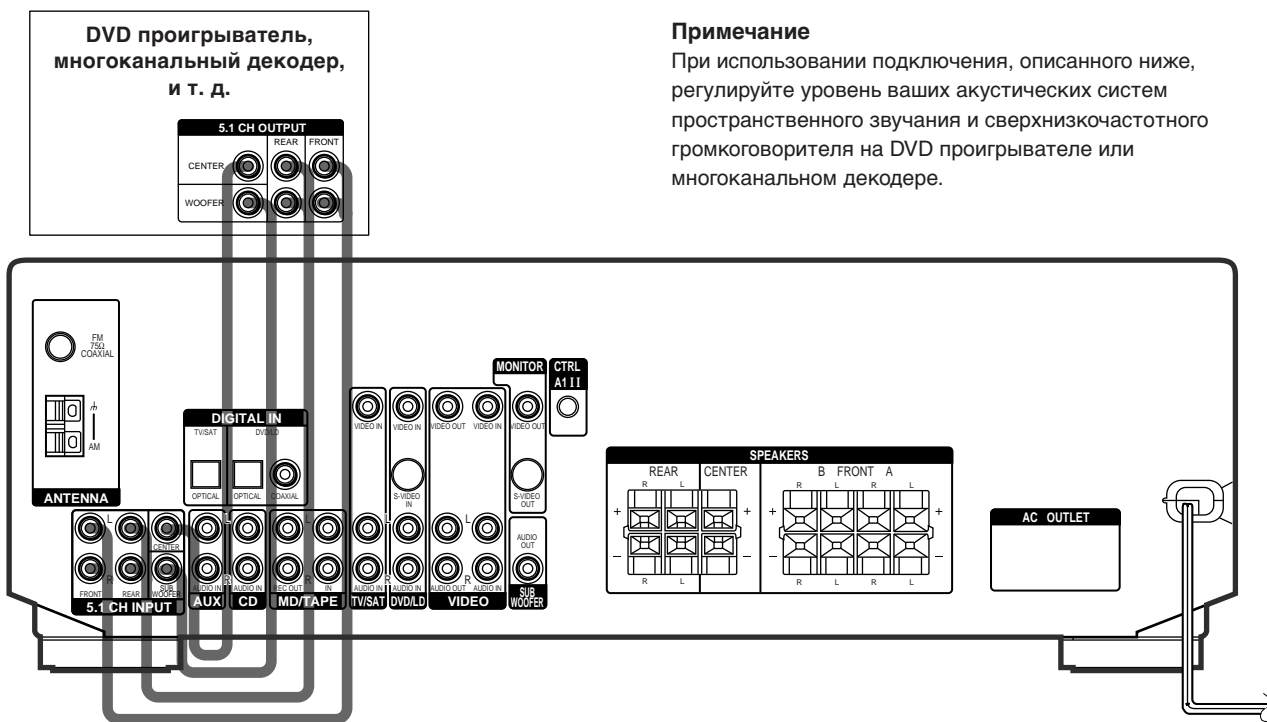 DVD проигрыватель,
многоканальный декодер,
и т. д.
5.1 CH OUTPUT
REAR FRONT
CENTER
WOOFER
Примечание
При использовании подключения, описанного ниже,
регулируйте уровень ваших акустических систем
пространственного звучания и сверхнизкочастотного
громкоговорителя на DVD проигрывателе или
многоканальном декодере.
FM
75Ω
COAXIAL
AM
ANTENNA
DIGITAL IN
TV/SAT DVD/LD
OPTICAL OPTICAL COAXIAL
MONITOR
CTRL
A1 II
VIDEO IN VIDEO IN VIDEO OUT VIDEO IN VIDEO OUT
S-VIDEO
IN
S-VIDEO
OUT
L L L L L
CENTER
AUDIO
OUT
R R R R R
FRONT REAR SUB
WOOFER
AUDIO IN AUDIO IN REC OUT IN AUDIO IN AUDIO IN AUDIO OUT AUDIO IN
5.1 CH INPUT AUX CD MD/TAPE TV/SAT DVD/LD VIDEO SUB
WOOFER
SPEAKERS
REAR CENTER B FRONT A
R L R L R L
+ + + +
– – – –
R L R L R L
AC OUTLET